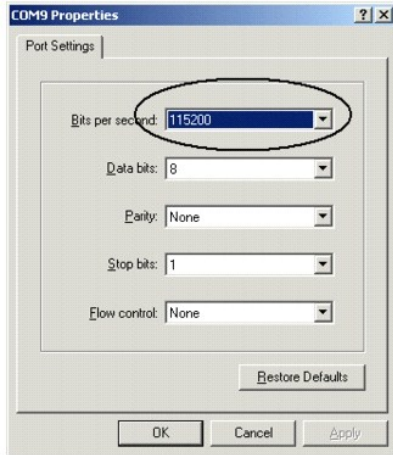 COM9 Properties
Port Settings
Bits per second: 115200
Data bits: 8
Parity: None
Stop bits: 1
Flow control: None
Restore Defaults
OK Cancel Apply